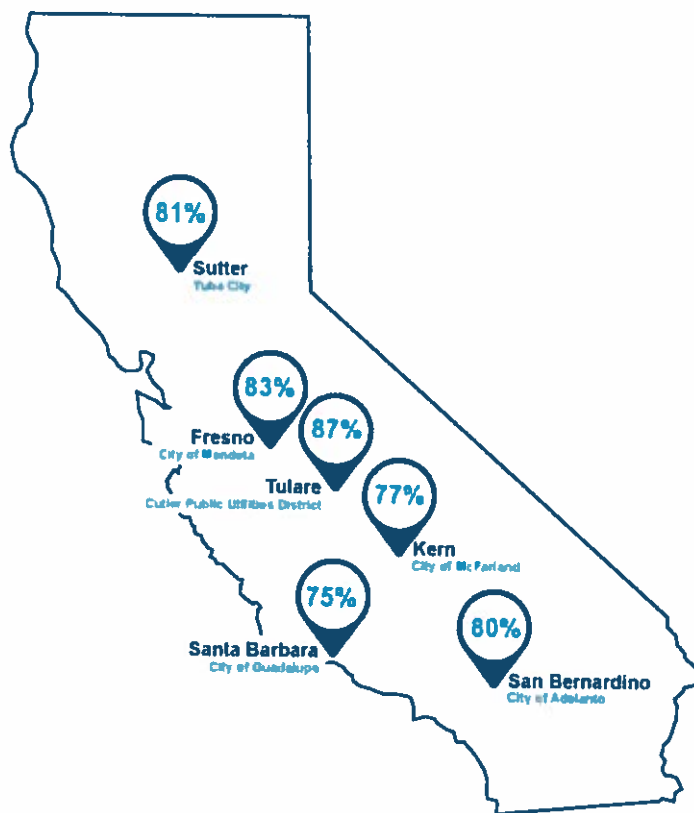 81%
Sutter
Tuba City
83%
Fresno
City of Mendota
87%
Tulare
Cutler Public Utilities District
77%
Kern
City of McFarland
75%
Santa Barbara
City of Guadalupe
80%
San Bernardino
City of Adelanto